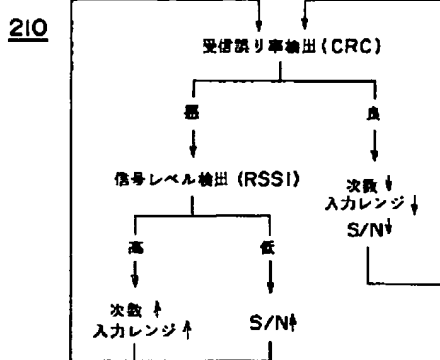 210
受信誤り率検出(CRC)
悪
良
信号レベル検出(RSSI)
次数↓
入力レンジ↓
S/N↓
高
低
次数↑
入力レンジ↑
S/N↑